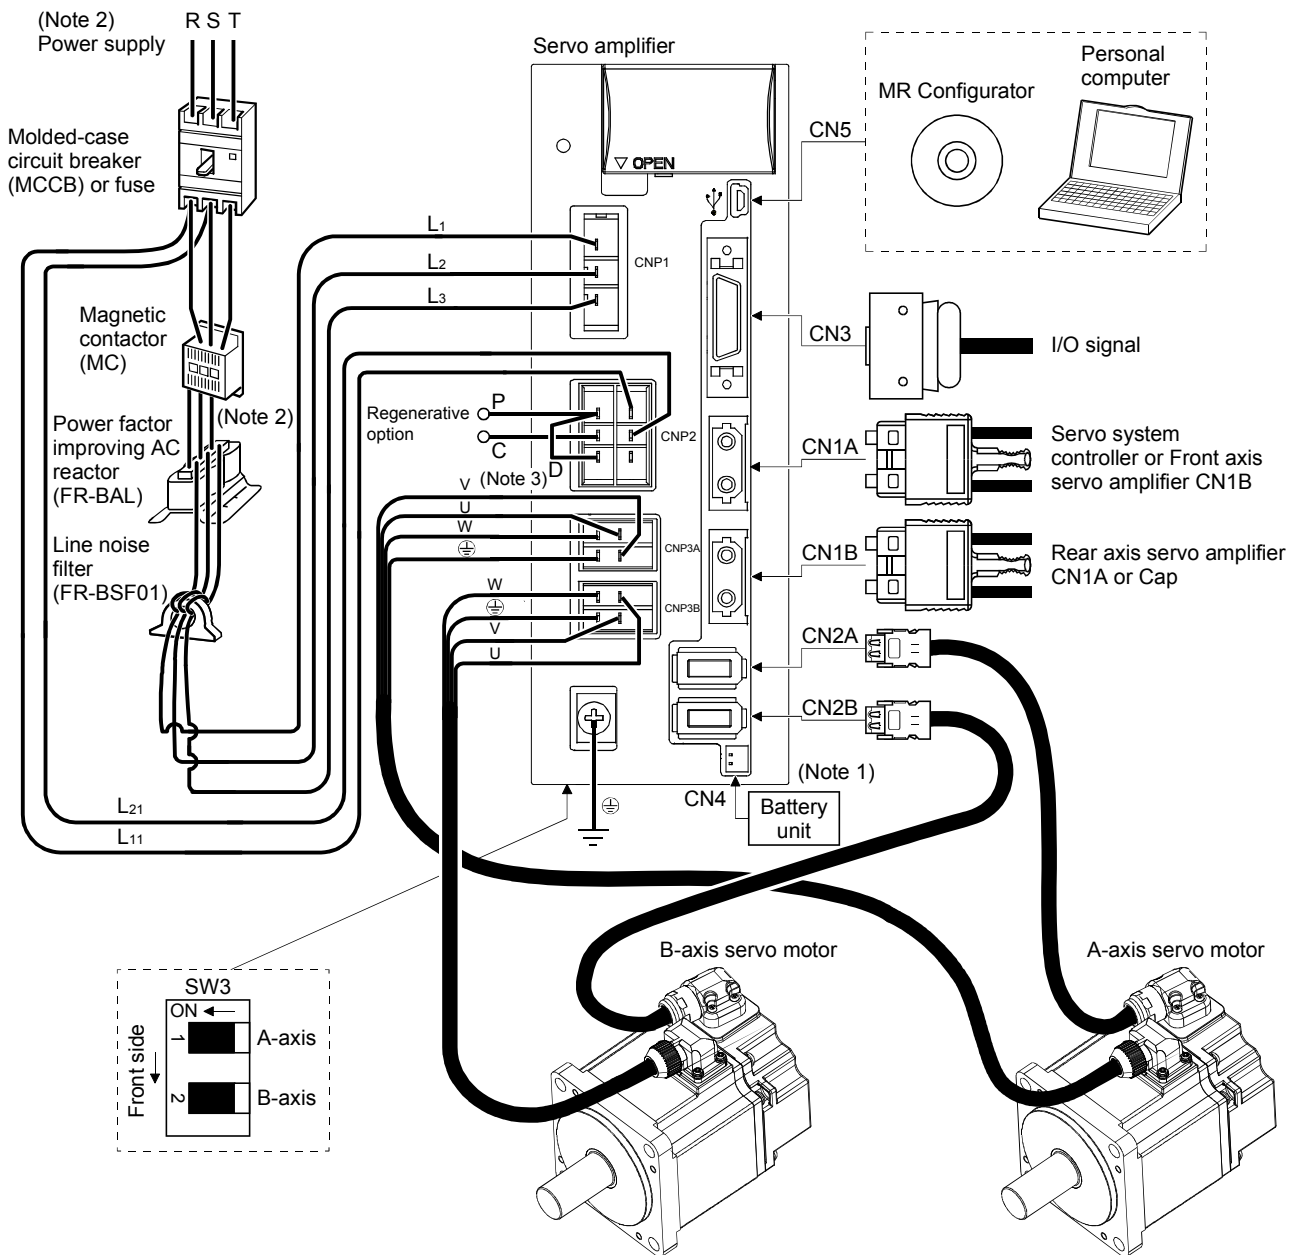 (Note 2)
Power supply
R S T
Servo amplifier
Molded-case
circuit breaker
(MCCB) or fuse
▽ OPEN
CN5
MR Configurator
Personal
computer
L1
L2
L3
CNP1
Magnetic
contactor
(MC)
CN3
I/O signal
(Note 2)
Power factor
improving AC
reactor
(FR-BAL)
Regenerative
option
P
C
D
CNP2
(Note 3)
CN1A
Servo system
controller or Front axis
servo amplifier CN1B
V
U
W
CNP3A
Line noise
filter
(FR-BSF01)
CN1B
Rear axis servo amplifier
CN1A or Cap
W
V
U
CNP3B
CN2A
CN2B
(Note 1)
CN4
Battery
unit
L21
L11
B-axis servo motor
A-axis servo motor
SW3
ON
1
A-axis
2
B-axis
Front side